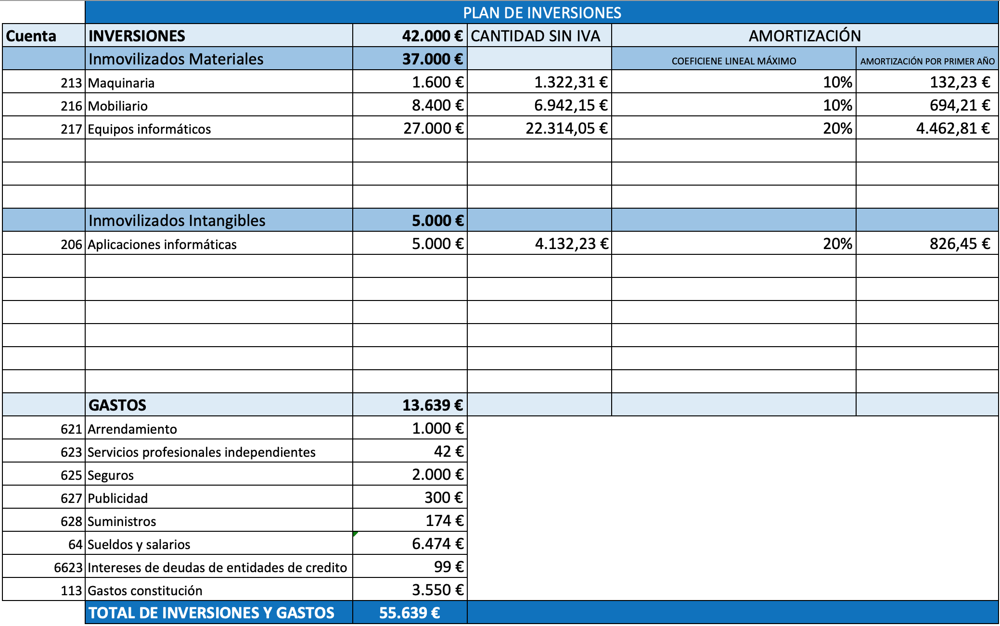 PLAN DE INVERSIONES
Cuenta INVERSIONES 42.000 € CANTIDAD SIN IVA AMORTIZACIÓN
Inmovilizados Materiales 37.000 € COEFICIENE LINEAL MÁXIMO AMORTIZACIÓN POR PRIMER AÑO
213 Maquinaria 1.600 € 1.322,31 € 10% 132,23 €
216 Mobiliario 8.400 € 6.942,15 € 10% 694,21 €
217 Equipos informáticos 27.000 € 22.314,05 € 20% 4.462,81 €
Inmovilizados Intangibles 5.000 €
206 Aplicaciones informáticas 5.000 € 4.132,23 € 20% 826,45 €
GASTOS 13.639 €
621 Arrendamiento 1.000 €
623 Servicios profesionales independientes 42 €
625 Seguros 2.000 €
627 Publicidad 300 €
628 Suministros 174 €
64 Sueldos y salarios 6.474 €
6623 Intereses de deudas de entidades de credito 99 €
113 Gastos constitución 3.550 €
TOTAL DE INVERSIONES Y GASTOS 55.639 €